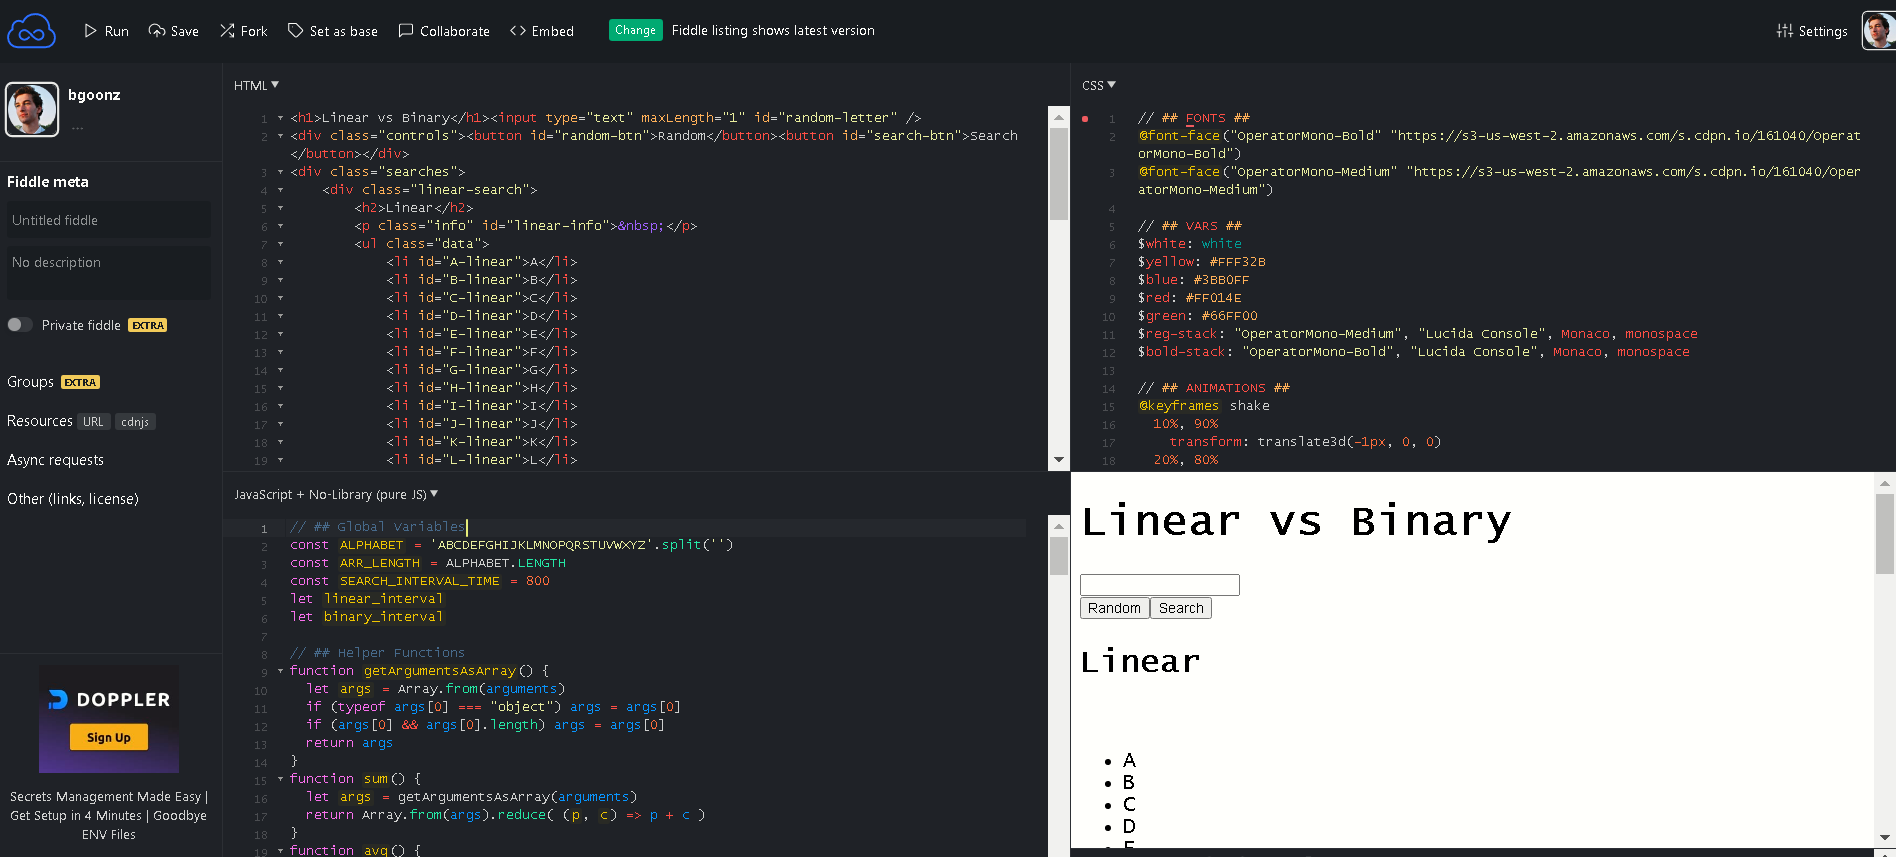 Run Save Fork Set as base Collaborate Embed Change Fiddle listing shows latest version Settings
bgoonz
...
Fiddle meta
Untitled fiddle
No description
Private fiddle EXTRA
Groups EXTRA
Resources URL cdnjs
Async requests
Other (links, license)
DOPPLER
Sign Up
Secrets Management Made Easy |
Get Setup in 4 Minutes | Goodbye
ENV Files
HTML
1 <h1>Linear vs Binary</h1><input type="text" maxLength="1" id="random-letter" />
2 <div class="controls"><button id="random-btn">Random</button><button id="search-btn">Search
</button></div>
3 <div class="searches">
4 <div class="linear-search">
5 <h2>Linear</h2>
6 <p class="info" id="linear-info">&nbsp;</p>
7 <ul class="data">
8 <li id="A-linear">A</li>
9 <li id="B-linear">B</li>
10 <li id="C-linear">C</li>
11 <li id="D-linear">D</li>
12 <li id="E-linear">E</li>
13 <li id="F-linear">F</li>
14 <li id="G-linear">G</li>
15 <li id="H-linear">H</li>
16 <li id="I-linear">I</li>
17 <li id="J-linear">J</li>
18 <li id="K-linear">K</li>
19 <li id="L-linear">L</li>
CSS
1 // ## FONTS ##
2 @font-face("OperatorMono-Bold" "https://s3-us-west-2.amazonaws.com/s.cdpn.io/161040/Operat
orMono-Bold")
3 @font-face("OperatorMono-Medium" "https://s3-us-west-2.amazonaws.com/s.cdpn.io/161040/Oper
atorMono-Medium")
4
5 // ## VARS ##
6 $white: white
7 $yellow: #FFF32B
8 $blue: #3BB0FF
9 $red: #FF014E
10 $green: #66FF00
11 $reg-stack: "OperatorMono-Medium", "Lucida Console", Monaco, monospace
12 $bold-stack: "OperatorMono-Bold", "Lucida Console", Monaco, monospace
13
14 // ## ANIMATIONS ##
15 @keyframes shake
16 10%, 90%
17 transform: translate3d(-1px, 0, 0)
18 20%, 80%
JavaScript + No-Library (pure JS)
1 // ## Global Variables
2 const ALPHABET = 'ABCDEFGHIJKLMNOPQRSTUVWXYZ'.split('')
3 const ARR_LENGTH = ALPHABET.LENGTH
4 const SEARCH_INTERVAL_TIME = 800
5 let linear_interval
6 let binary_interval
7
8 // ## Helper Functions
9 function getArgumentsAsArray() {
10 let args = Array.from(arguments)
11 if (typeof args[0] === "object") args = args[0]
12 if (args[0] && args[0].length) args = args[0]
13 return args
14 }
15 function sum() {
16 let args = getArgumentsAsArray(arguments)
17 return Array.from(args).reduce( (p, c) => p + c )
18 }
19 function avg() {
Linear vs Binary
Random Search
Linear
A
B
C
D
E